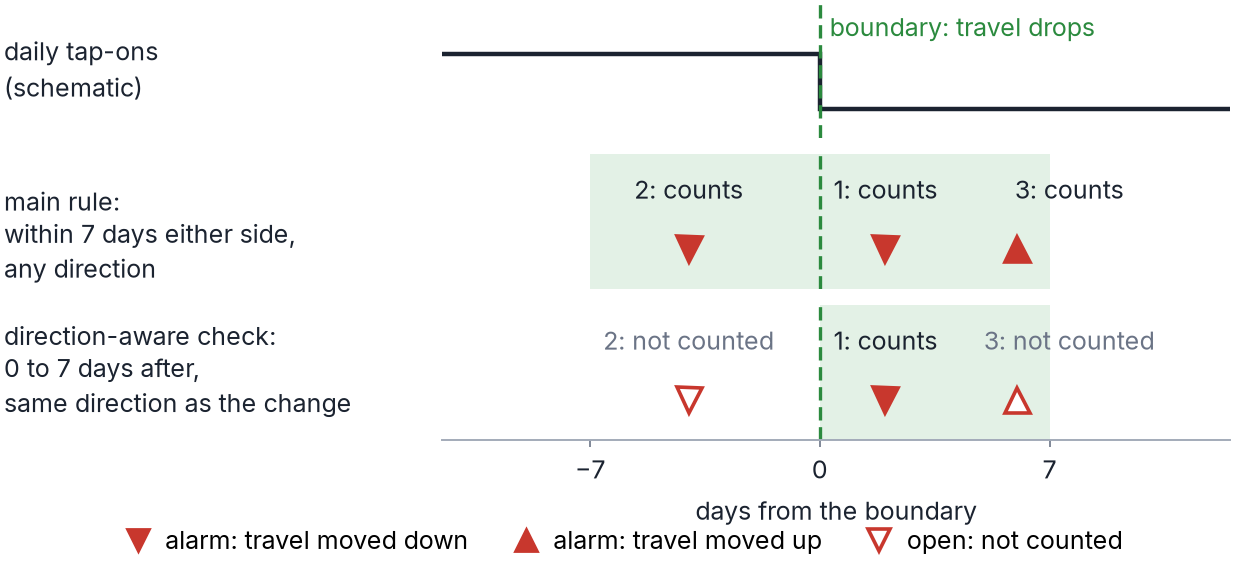 boundary: travel drops
daily tap-ons
(schematic)
main rule:
within 7 days either side,
any direction
2: counts
1: counts
3: counts
direction-aware check:
0 to 7 days after,
same direction as the change
2: not counted
1: counts
3: not counted
−7
0
7
days from the boundary
alarm: travel moved down
alarm: travel moved up
open: not counted